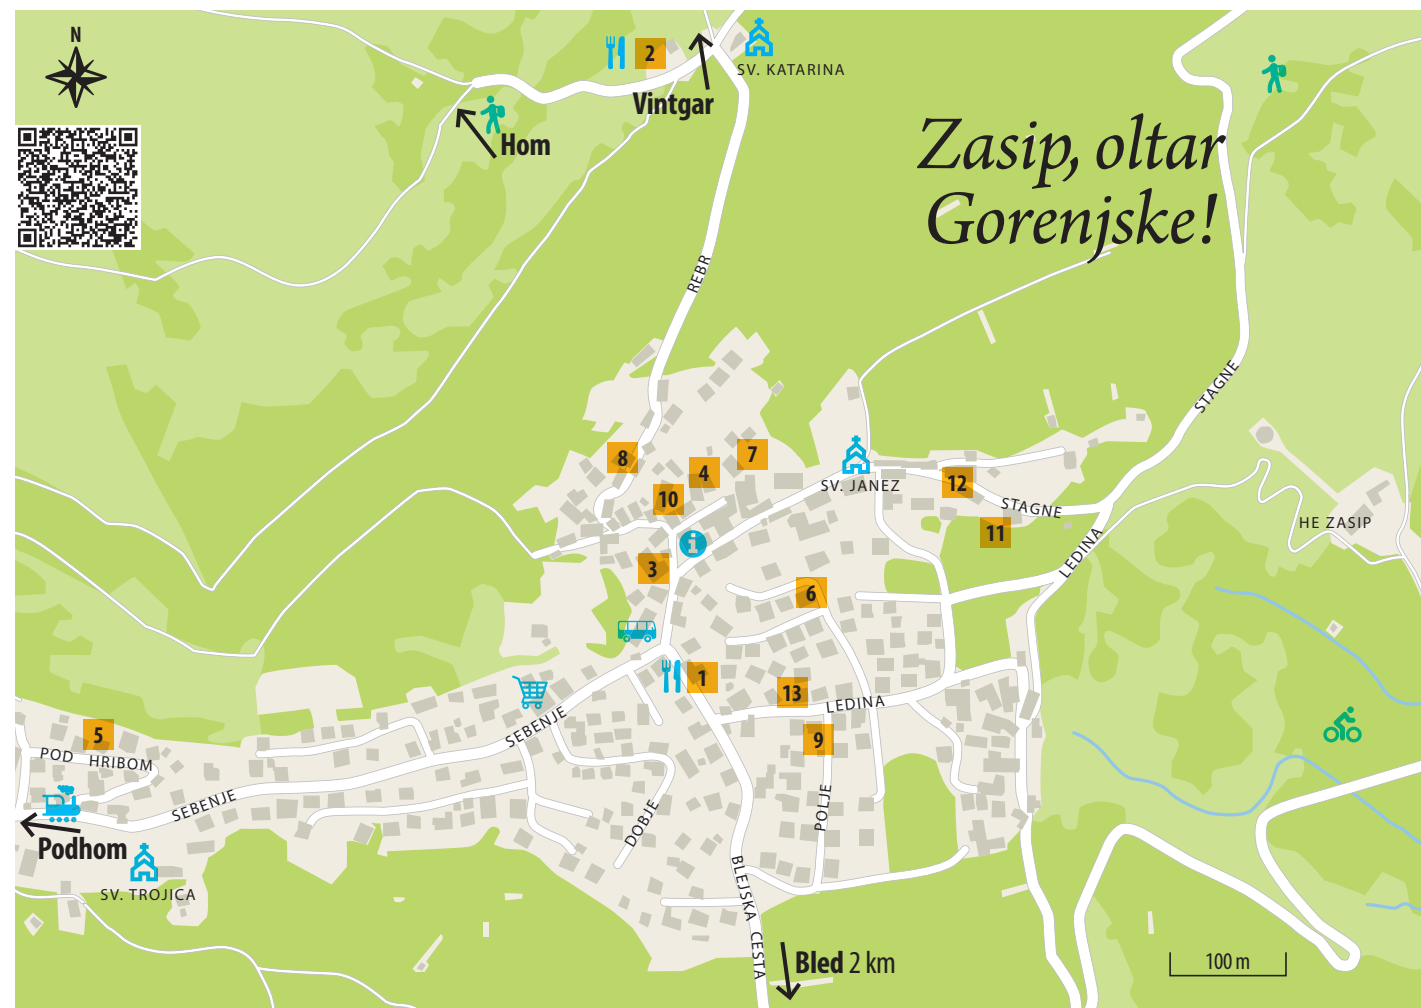 N
2
SV. KATARINA
Vintgar
Hom
Zasip, oltar
Gorenjske!
REBR
STAGNE
8
4
7
10
SV. JANEZ
12
STAGNE
11
HE ZASIP
LEDINA
i
3
6
1
13
LEDINA
9
SEBENJE
5
POD HRIBOM
SEBENJE
DOBJE
POLJE
Podhom
SV. TROJICA
BLEJSKA CESTA
Bled 2 km
100 m